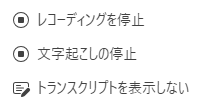 レコーディングを停止
文字起こしの停止
トランスクリプトを表示しない